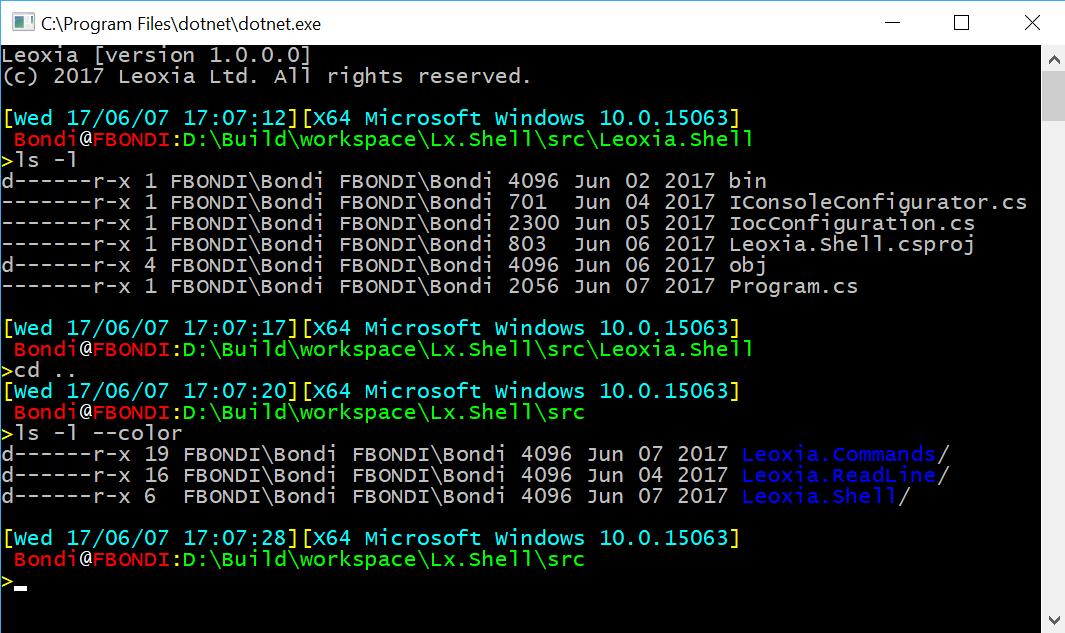 C:\Program Files\dotnet\dotnet.exe
Leoxia [version 1.0.0.0]
(c) 2017 Leoxia Ltd. All rights reserved.
[Wed 17/06/07 17:07:12][X64 Microsoft Windows 10.0.15063]
Bondi@FBONDI:D:\Build\workspace\Lx.Shell\src\Leoxia.Shell
>ls -l
d------r-x 1 FBONDI\Bondi FBONDI\Bondi 4096 Jun 02 2017 bin
-------r-x 1 FBONDI\Bondi FBONDI\Bondi 701  Jun 04 2017 IConsoleConfigurator.cs
-------r-x 1 FBONDI\Bondi FBONDI\Bondi 2300 Jun 05 2017 IocConfiguration.cs
-------r-x 1 FBONDI\Bondi FBONDI\Bondi 803  Jun 06 2017 Leoxia.Shell.csproj
d------r-x 4 FBONDI\Bondi FBONDI\Bondi 4096 Jun 06 2017 obj
-------r-x 1 FBONDI\Bondi FBONDI\Bondi 2056 Jun 07 2017 Program.cs
[Wed 17/06/07 17:07:17][X64 Microsoft Windows 10.0.15063]
Bondi@FBONDI:D:\Build\workspace\Lx.Shell\src\Leoxia.Shell
>cd ..
[Wed 17/06/07 17:07:20][X64 Microsoft Windows 10.0.15063]
Bondi@FBONDI:D:\Build\workspace\Lx.Shell\src
>ls -l --color
d------r-x 19 FBONDI\Bondi FBONDI\Bondi 4096 Jun 07 2017 Leoxia.Commands/
d------r-x 16 FBONDI\Bondi FBONDI\Bondi 4096 Jun 04 2017 Leoxia.ReadLine/
d------r-x 6  FBONDI\Bondi FBONDI\Bondi 4096 Jun 07 2017 Leoxia.Shell/
[Wed 17/06/07 17:07:28][X64 Microsoft Windows 10.0.15063]
Bondi@FBONDI:D:\Build\workspace\Lx.Shell\src
>_